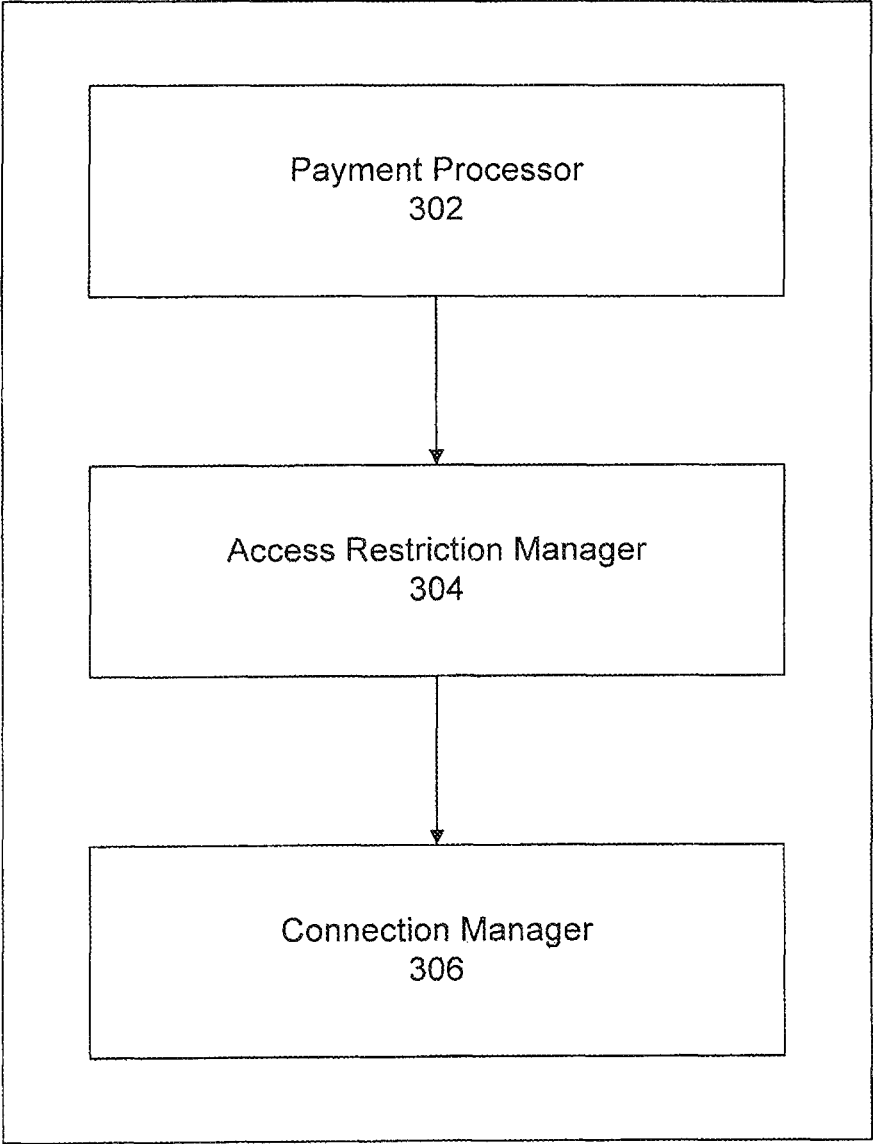 Payment Processor
302
Access Restriction Manager
304
Connection Manager
306